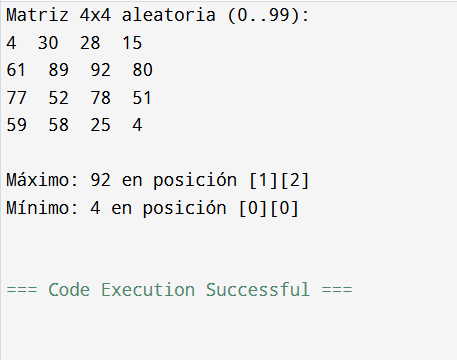 Matriz 4x4 aleatoria (0..99):
4  30  28  15
61  89  92  80
77  52  78  51
59  58  25  4
Máximo: 92 en posición [1][2]
Mínimo: 4 en posición [0][0]
=== Code Execution Successful ===